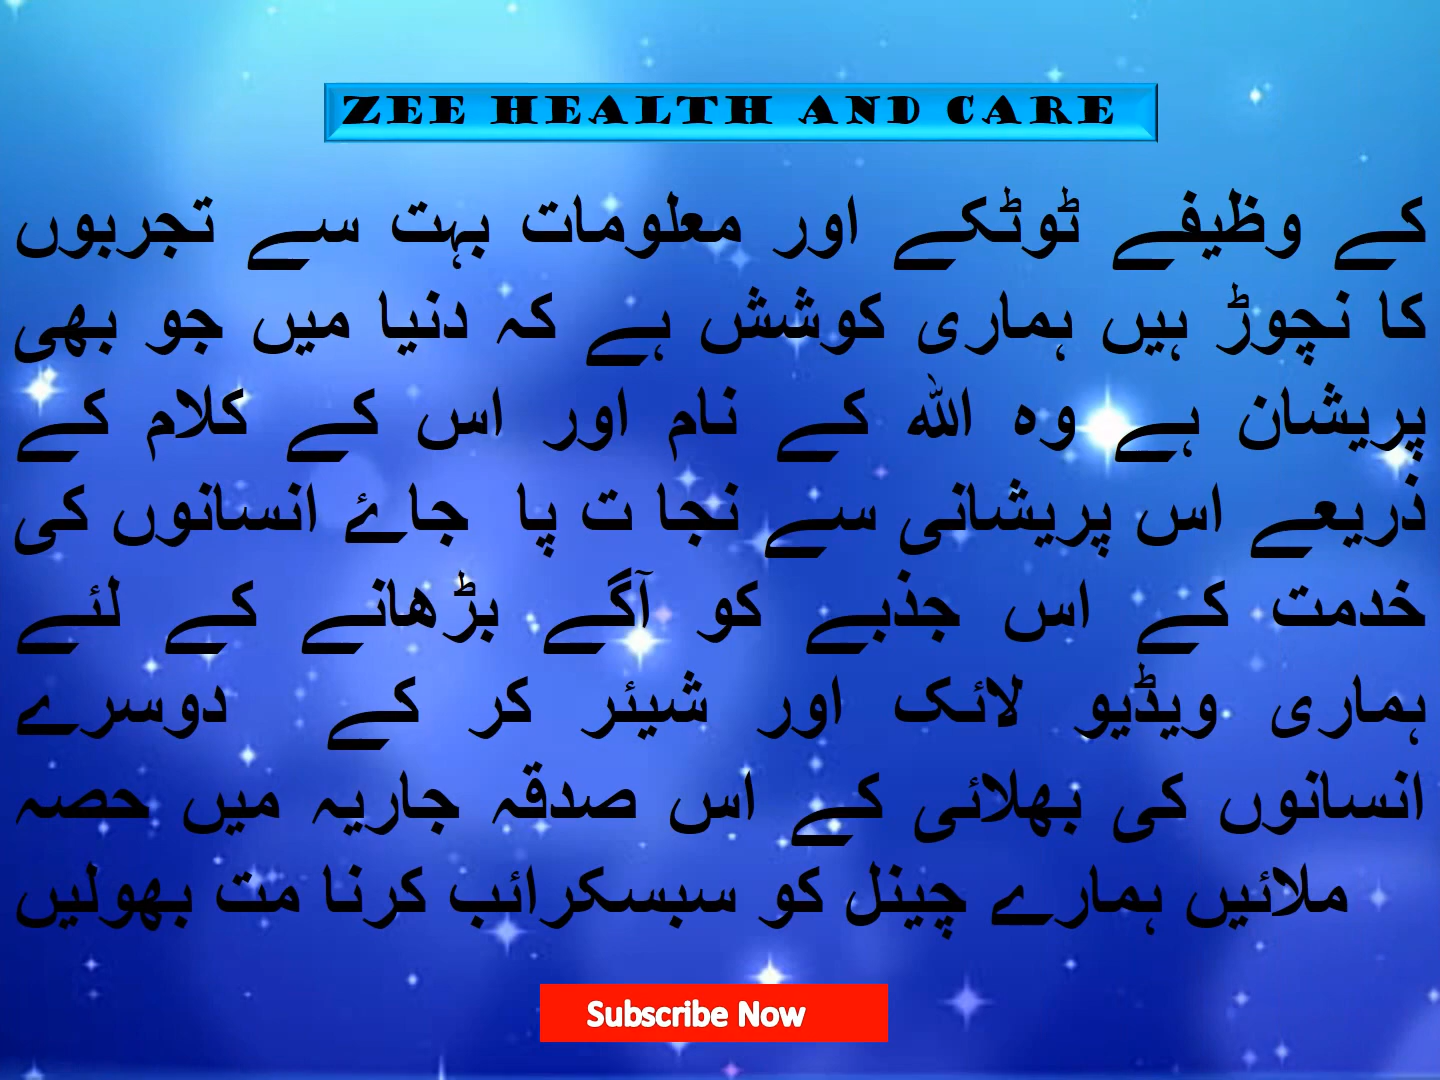 ZEE HEALTH AND CARE
کے وظیفے ٹوٹکے اور معلومات بہت سے تجربوں
کا نچوڑ ہیں ہماری کوشش ہے کہ دنیا میں جو بھی
پریشان ہے وہ الله کے نام اور اس کے کلام کے
ذریعے اس پریشانی سے نجا ت پا جاۓ انسانوں کی
خدمت کے اس جذبے کو آگے بڑھانے کے لئے
ہماری ویڈیو لائک اور شیئر کر کے دوسرے
انسانوں کی بھلائی کے اس صدقہ جاریہ میں حصہ
ملائیں ہمارے چینل کو سبسکرائب کرنا مت بھولیں
Subscribe Now